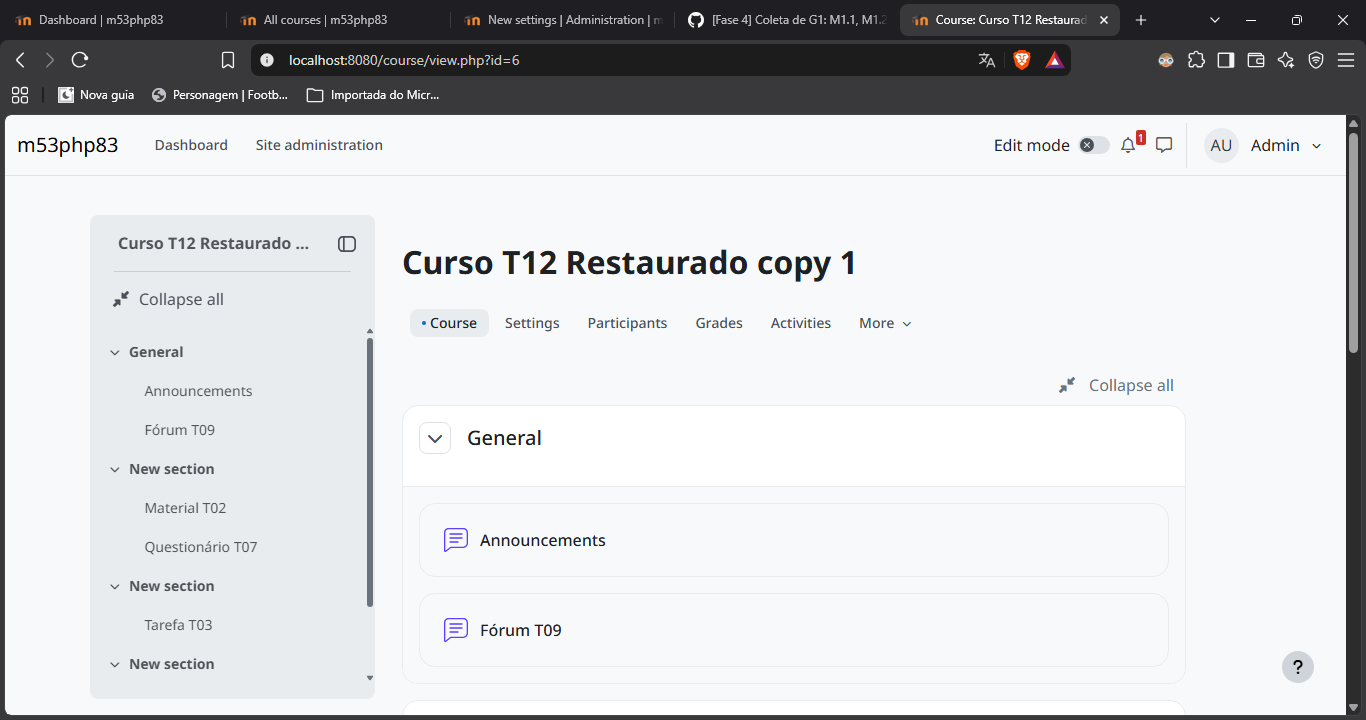 Dashboard | m53php83
All courses | m53php83
New settings | Administration | m
[Fase 4] Coleta de G1: M1.1, M1.2
Course: Curso T12 Restaurad
localhost:8080/course/view.php?id=6
Nova guia
Personagem | Footb...
Importada do Micr...
m53php83
Dashboard
Site administration
Edit mode
1
AU
Admin
Curso T12 Restaurado ...
Collapse all
General
Announcements
Fórum T09
New section
Material T02
Questionário T07
New section
Tarefa T03
New section
Curso T12 Restaurado copy 1
Course
Settings
Participants
Grades
Activities
More
Collapse all
General
Announcements
Fórum T09
?